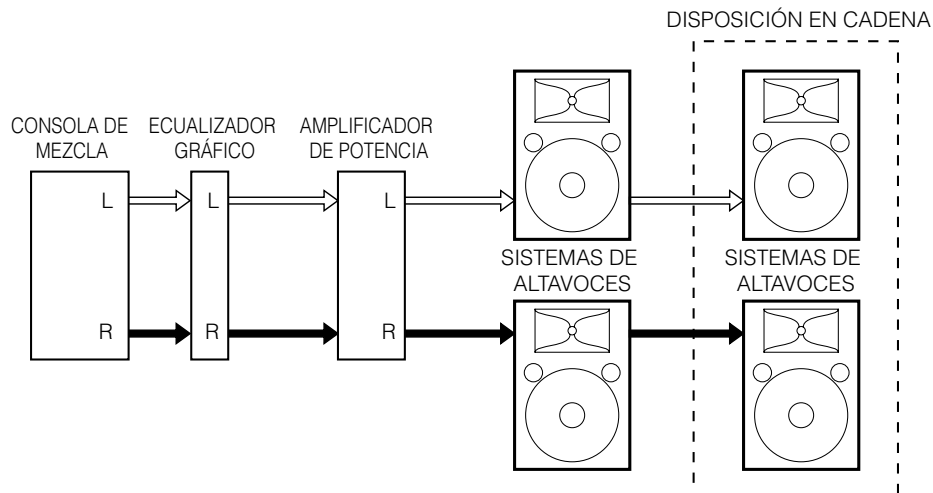 DISPOSICIÓN EN CADENA
CONSOLA DE
MEZCLA
ECUALIZADOR
GRÁFICO
AMPLIFICADOR
DE POTENCIA
L
L
L
SISTEMAS DE
ALTAVOCES
SISTEMAS DE
ALTAVOCES
R
R
R